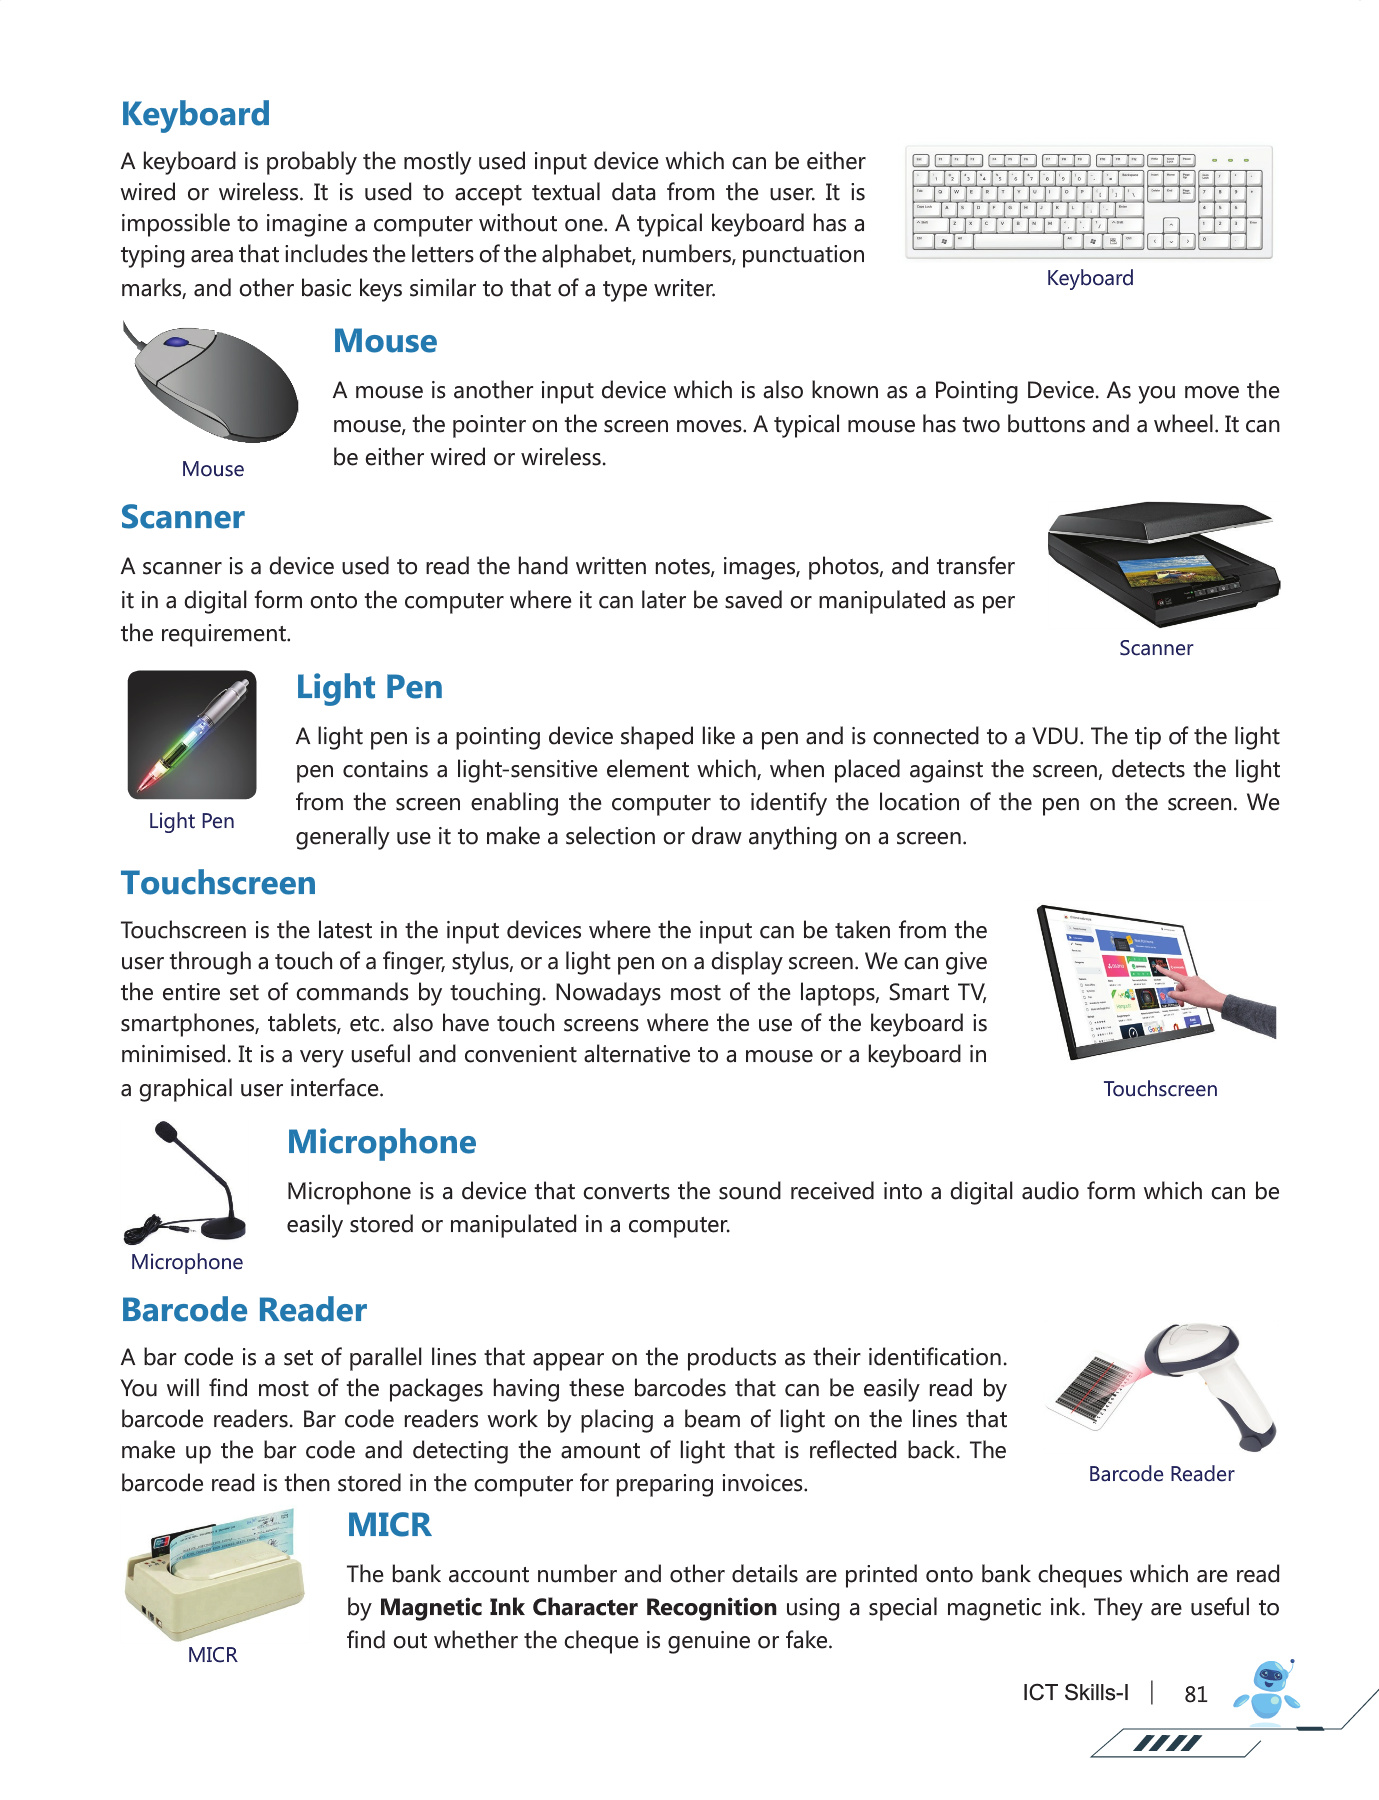 Keyboard
A keyboard is probably the mostly used input device which can be either
wired or wireless. It is used to accept textual data from the user. It is
impossible to imagine a computer without one. A typical keyboard has a
typing area that includes the letters of the alphabet, numbers, punctuation
marks, and other basic keys similar to that of a type writer.
Keyboard
Mouse
A mouse is another input device which is also known as a Pointing Device. As you move the
mouse, the pointer on the screen moves. A typical mouse has two buttons and a wheel. It can
be either wired or wireless.
Mouse
Scanner
A scanner is a device used to read the hand written notes, images, photos, and transfer
it in a digital form onto the computer where it can later be saved or manipulated as per
the requirement.
Scanner
Light Pen
A light pen is a pointing device shaped like a pen and is connected to a VDU. The tip of the light
pen contains a light-sensitive element which, when placed against the screen, detects the light
from the screen enabling the computer to identify the location of the pen on the screen. We
generally use it to make a selection or draw anything on a screen.
Light Pen
Touchscreen
Touchscreen is the latest in the input devices where the input can be taken from the
user through a touch of a finger, stylus, or a light pen on a display screen. We can give
the entire set of commands by touching. Nowadays most of the laptops, Smart TV,
smartphones, tablets, etc. also have touch screens where the use of the keyboard is
minimised. It is a very useful and convenient alternative to a mouse or a keyboard in
a graphical user interface.
Touchscreen
Microphone
Microphone is a device that converts the sound received into a digital audio form which can be
easily stored or manipulated in a computer.
Microphone
Barcode Reader
A bar code is a set of parallel lines that appear on the products as their identification.
You will find most of the packages having these barcodes that can be easily read by
barcode readers. Bar code readers work by placing a beam of light on the lines that
make up the bar code and detecting the amount of light that is reflected back. The
barcode read is then stored in the computer for preparing invoices.
Barcode Reader
MICR
The bank account number and other details are printed onto bank cheques which are read
by Magnetic Ink Character Recognition using a special magnetic ink. They are useful to
find out whether the cheque is genuine or fake.
MICR
ICT Skills-I | 81